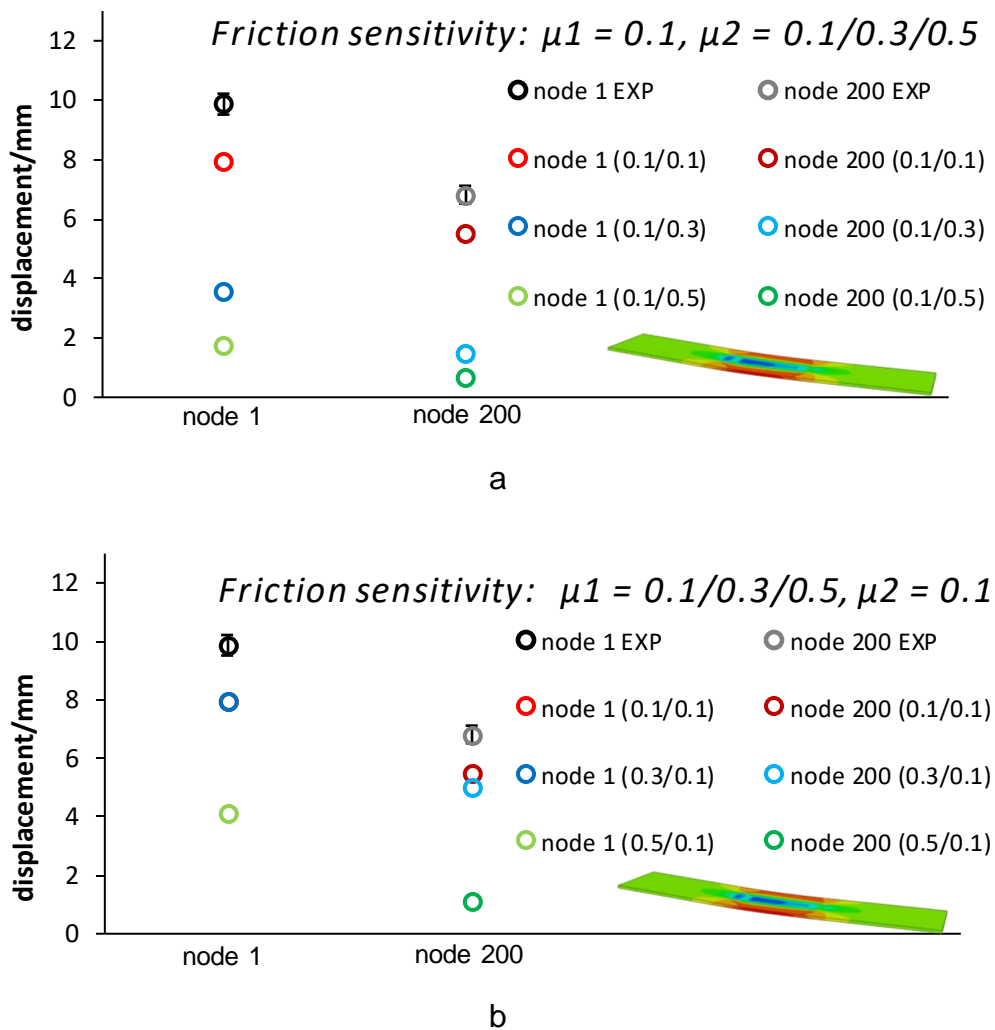 Friction sensitivity: μ1 = 0.1, μ2 = 0.1/0.3/0.5
12
10
8
6
4
2
0
displacement/mm
node 1 EXP
node 200 EXP
node 1 (0.1/0.1)
node 200 (0.1/0.1)
node 1 (0.1/0.3)
node 200 (0.1/0.3)
node 1 (0.1/0.5)
node 200 (0.1/0.5)
node 1
node 200
a
Friction sensitivity: μ1 = 0.1/0.3/0.5, μ2 = 0.1
12
10
8
6
4
2
0
displacement/mm
node 1 EXP
node 200 EXP
node 1 (0.1/0.1)
node 200 (0.1/0.1)
node 1 (0.3/0.1)
node 200 (0.3/0.1)
node 1 (0.5/0.1)
node 200 (0.5/0.1)
node 1
node 200
b